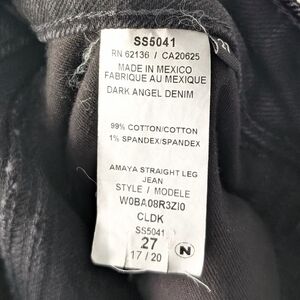 SS5041
RN 62136 / CA20625
MADE IN MEXICO
FABRIQUE AU MEXIQUE
DARK ANGEL DENIM
99% COTTON/COTTON
1% SPANDEX/SPANDEX
AMAYA STRAIGHT LEG
JEAN
STYLE / MODELE
W0BA08R3ZI0
CLDK
SS5041
27
17 / 20
N